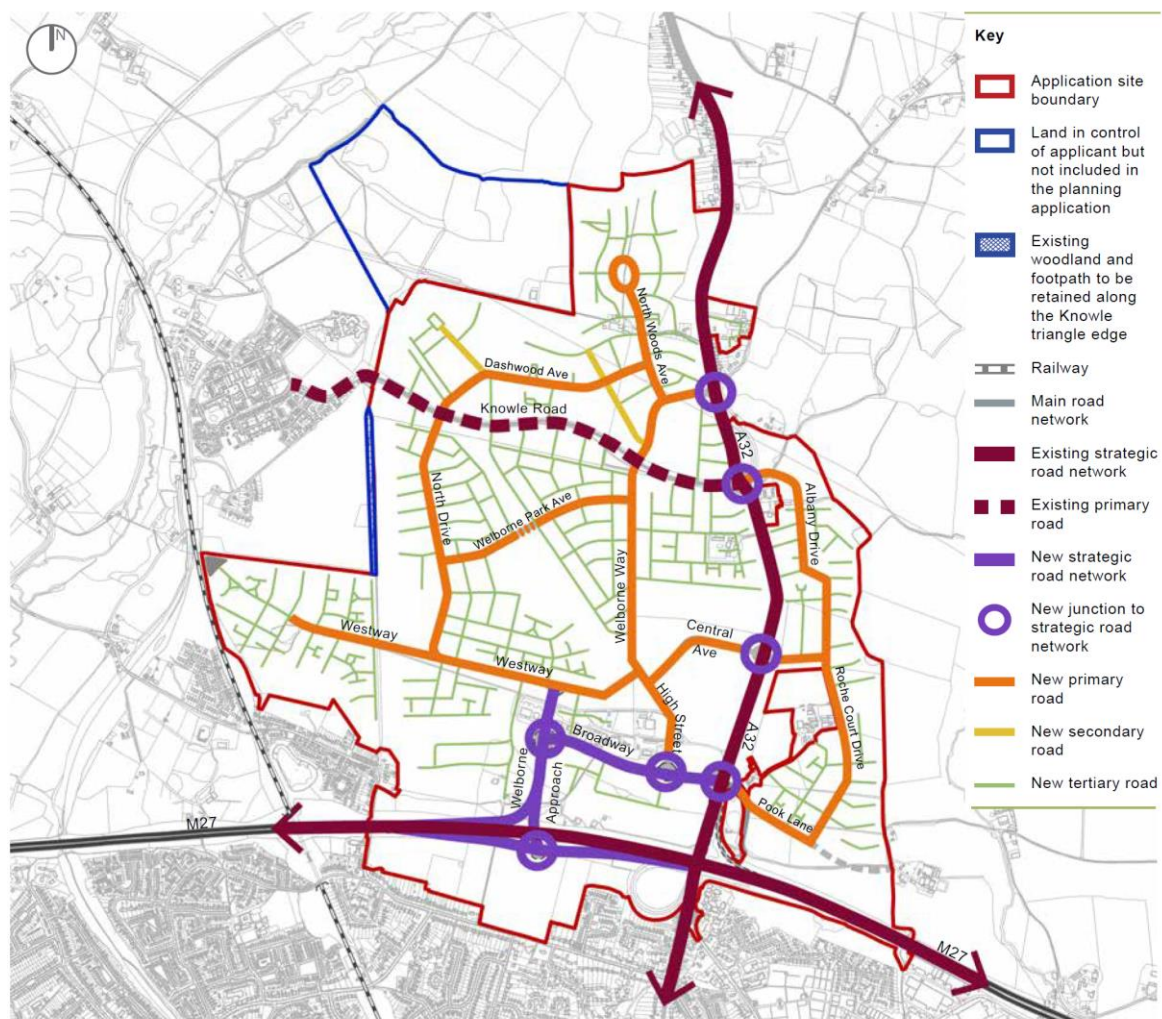 N
Key
Application site
boundary
Land in control
of applicant but
not included in
the planning
application
Existing
woodland and
footpath to be
retained along
the Knowle
triangle edge
Railway
Main road
network
Existing strategic
road network
Existing primary
road
New strategic
road network
New junction to
strategic road
network
New primary
road
New secondary
road
New tertiary road
North Woods Ave
Dashwood Ave
Knowle Road
A32
North Drive
Welborne Park Ave
Albany Drive
Welborne Way
Westway
Central
Ave
Westway
High Street
Roche Court Drive
Broadway
A32
Welborne
Approach
Pook Lane
M27
M27